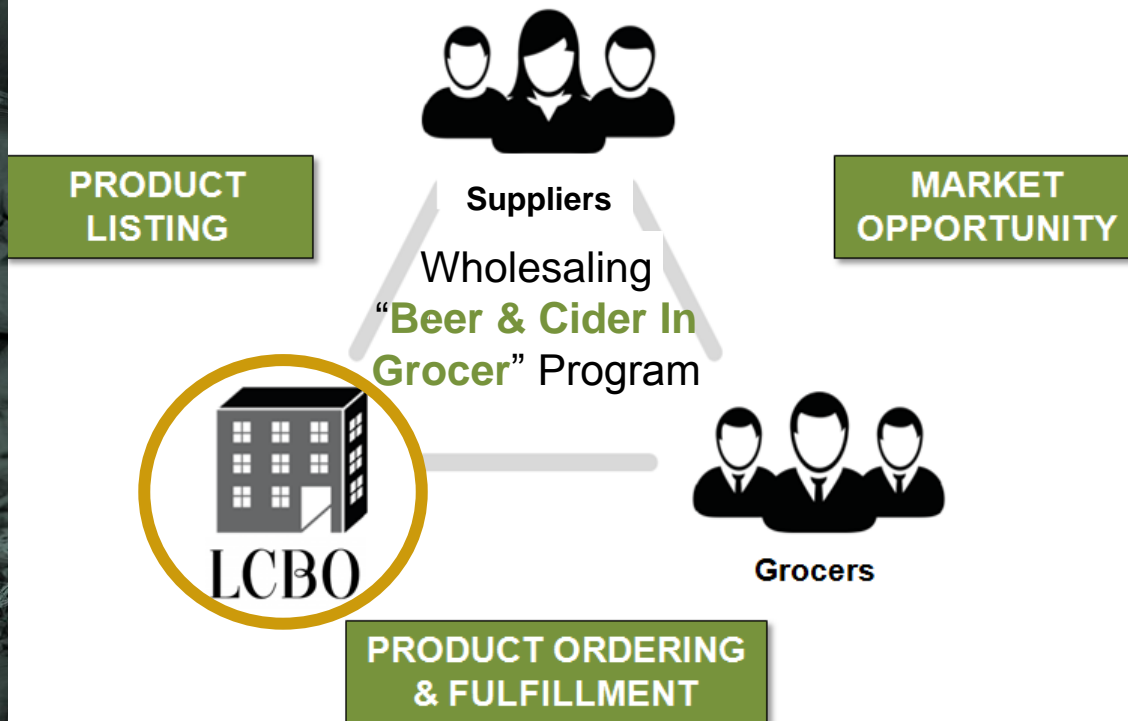 PRODUCT
LISTING
Suppliers
MARKET
OPPORTUNITY
Wholesaling
“Beer & Cider In
Grocer” Program
LCBO
Grocers
PRODUCT ORDERING
& FULFILLMENT